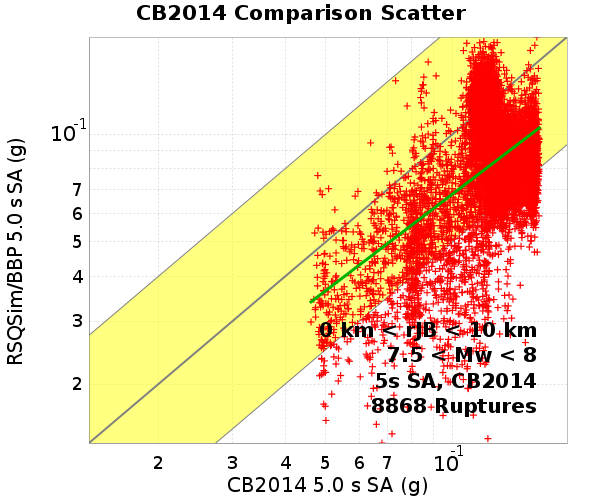 CB2014 Comparison Scatter
RSQSim/BBP 5.0 s SA (g)
10-1
7
6
5
4
3
2
0 km < rJB < 10 km
7.5 < Mw < 8
5s SA, CB2014
8868 Ruptures
2 3 4 5 6 7 10-1
CB2014 5.0 s SA (g)